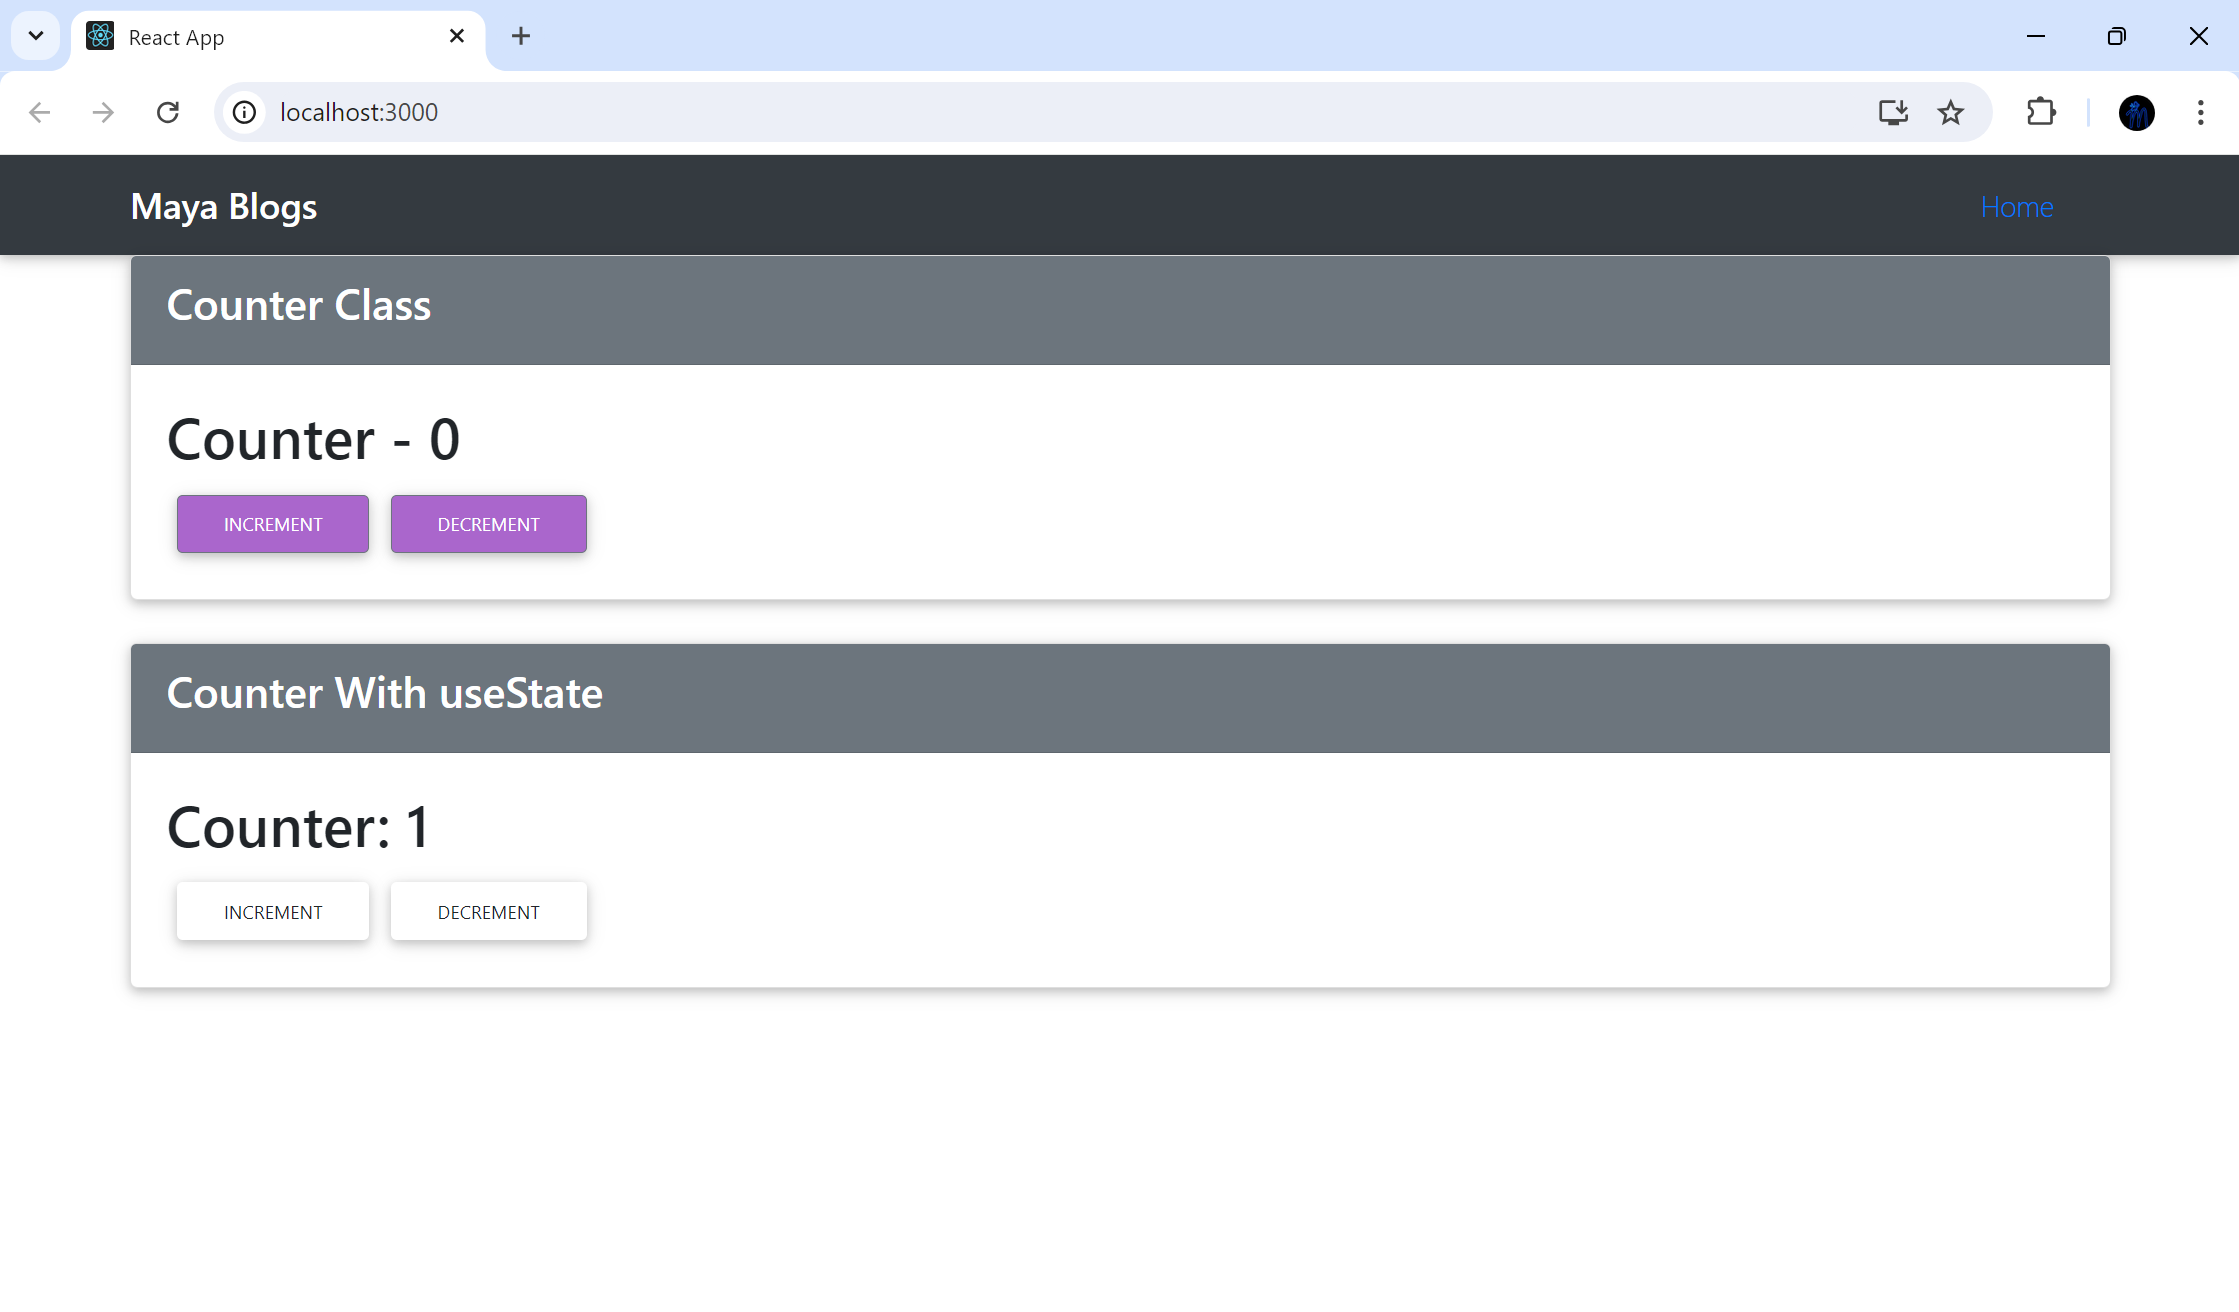 React App
localhost:3000
Maya Blogs
Home
Counter Class
Counter - 0
INCREMENT DECREMENT
Counter With useState
Counter: 1
INCREMENT DECREMENT